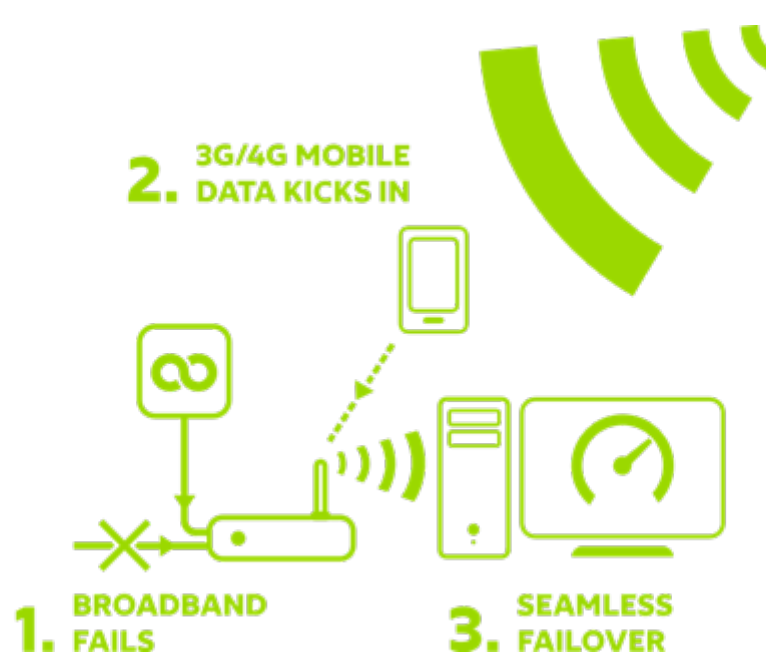 2. 3G/4G MOBILE
DATA KICKS IN
1. BROADBAND
FAILS
3. SEAMLESS
FAILOVER